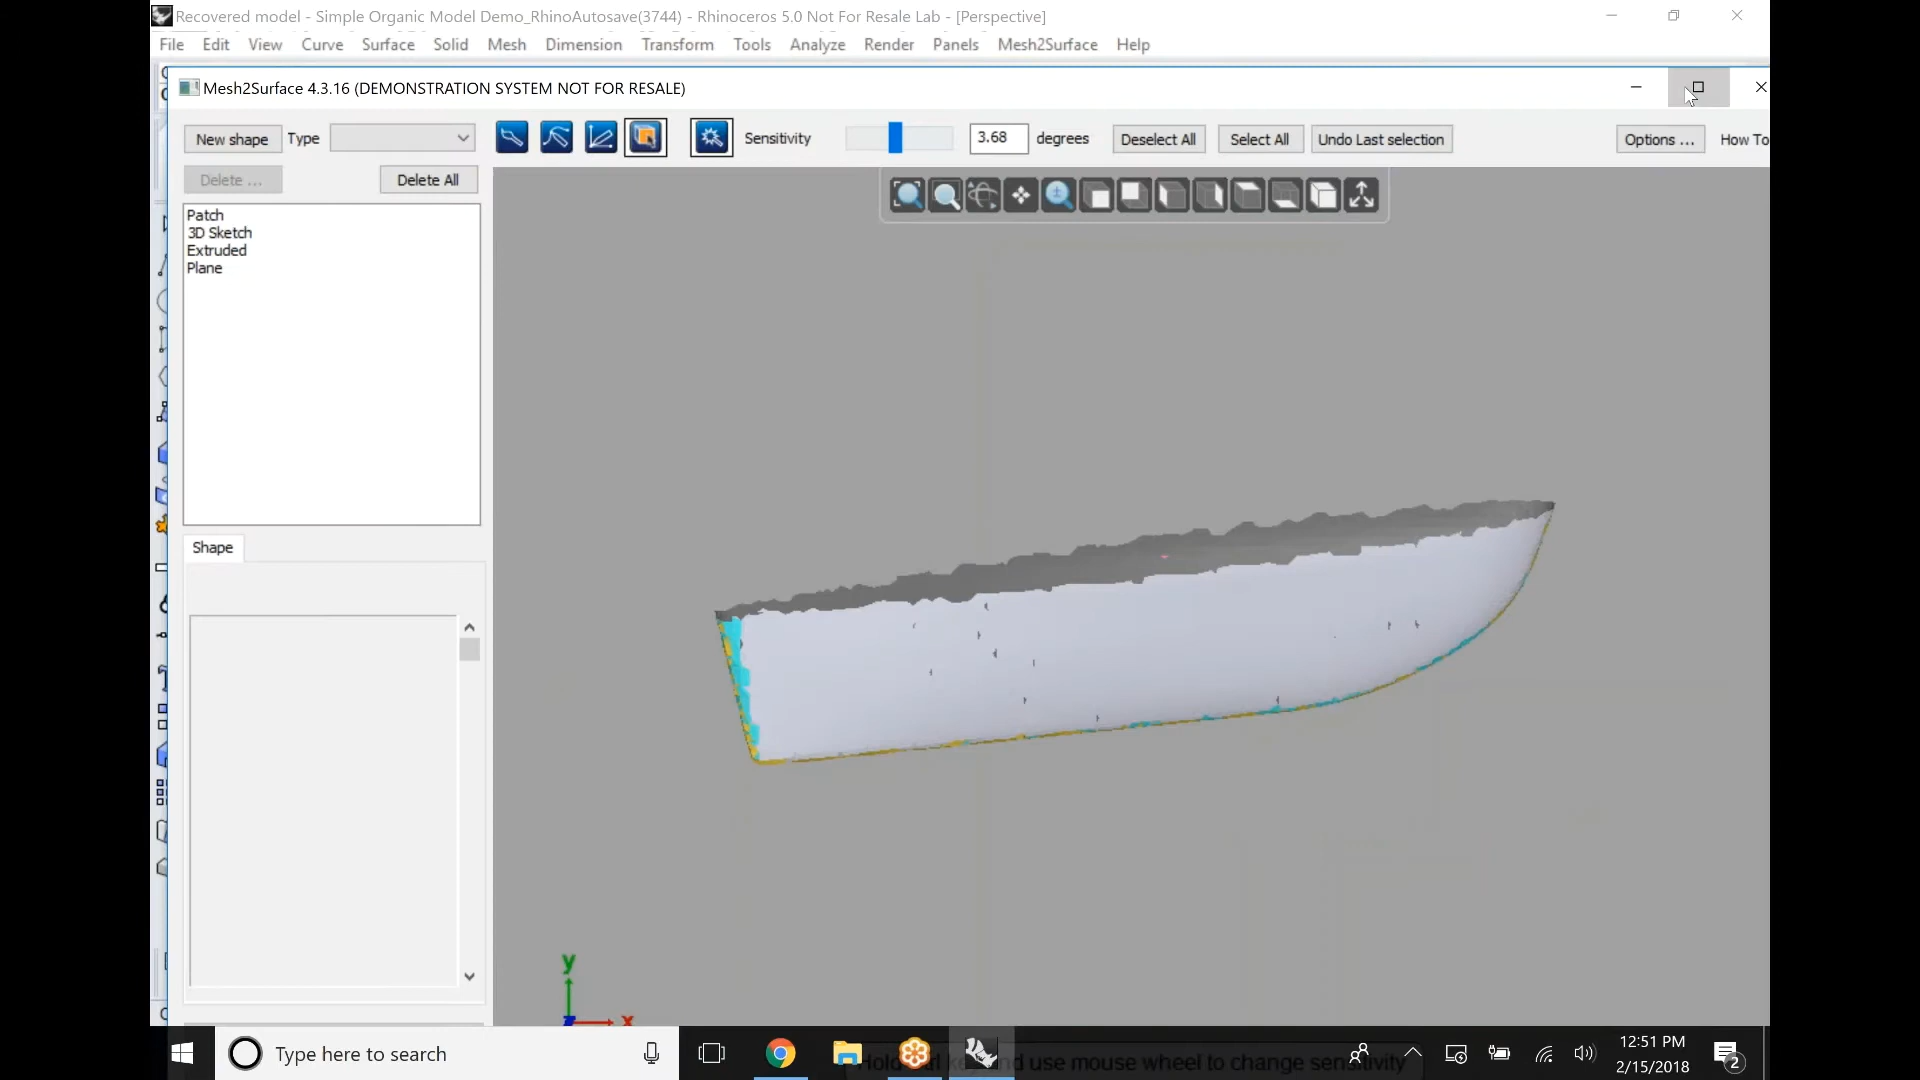 Recovered model - Simple Organic Model Demo_RhinoAutosave(3744) - Rhinoceros 5.0 Not For Resale Lab - [Perspective]
File Edit View Curve Surface Solid Mesh Dimension Transform Tools Analyze Render Panels Mesh2Surface Help
Mesh2Surface 4.3.16 (DEMONSTRATION SYSTEM NOT FOR RESALE)
New shape Type Sensitivity 3.68 degrees Deselect All Select All Undo Last selection Options ... How To
Delete ... Delete All
Patch
3D Sketch
Extruded
Plane
Shape
y
x
Type here to search
and use mouse wheel to change sensitivity
12:51 PM
2/15/2018
2